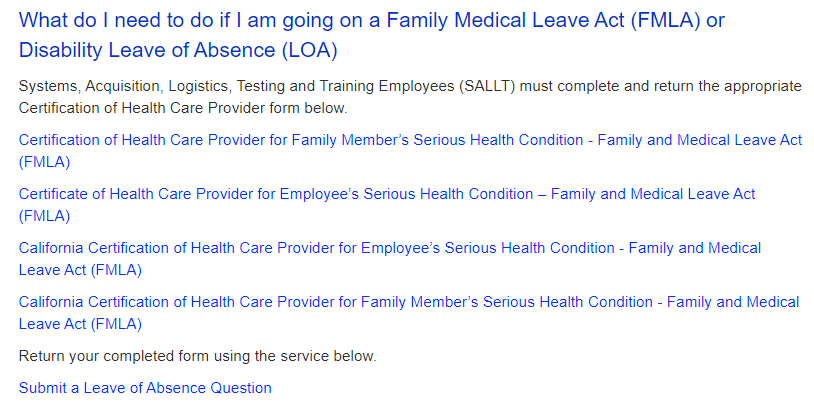 What do I need to do if I am going on a Family Medical Leave Act (FMLA) or
Disability Leave of Absence (LOA)
Systems, Acquisition, Logistics, Testing and Training Employees (SALLT) must complete and return the appropriate
Certification of Health Care Provider form below.
Certification of Health Care Provider for Family Member’s Serious Health Condition - Family and Medical Leave Act
(FMLA)
Certificate of Health Care Provider for Employee’s Serious Health Condition – Family and Medical Leave Act
(FMLA)
California Certification of Health Care Provider for Employee’s Serious Health Condition - Family and Medical
Leave Act (FMLA)
California Certification of Health Care Provider for Family Member’s Serious Health Condition - Family and Medical
Leave Act (FMLA)
Return your completed form using the service below.
Submit a Leave of Absence Question